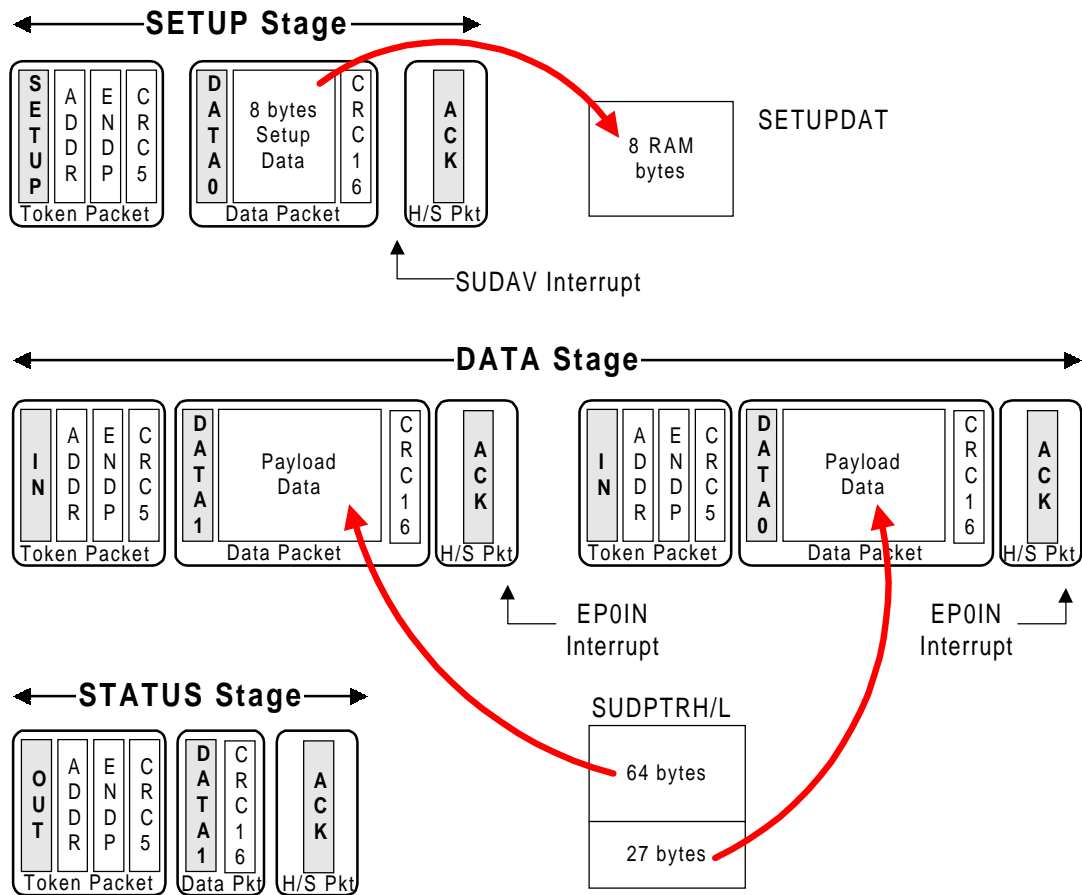 SETUP Stage
SETUP
ADDR
ENDP
CRC5
Token Packet
DATA0
8 bytes
Setup
Data
CRC16
Data Packet
ACK
H/S Pkt
8 RAM
bytes
SETUPDAT
SUDAV Interrupt
DATA Stage
IN
ADDR
ENDP
CRC5
Token Packet
DATA1
Payload
Data
CRC16
Data Packet
ACK
H/S Pkt
IN
ADDR
ENDP
CRC5
Token Packet
DATA0
Payload
Data
CRC16
Data Packet
ACK
H/S Pkt
EP0IN
Interrupt
EP0IN
Interrupt
STATUS Stage
OUT
ADDR
ENDP
CRC5
Token Packet
DATA1
CRC16
Data Pkt
ACK
H/S Pkt
SUDPTRH/L
64 bytes
27 bytes